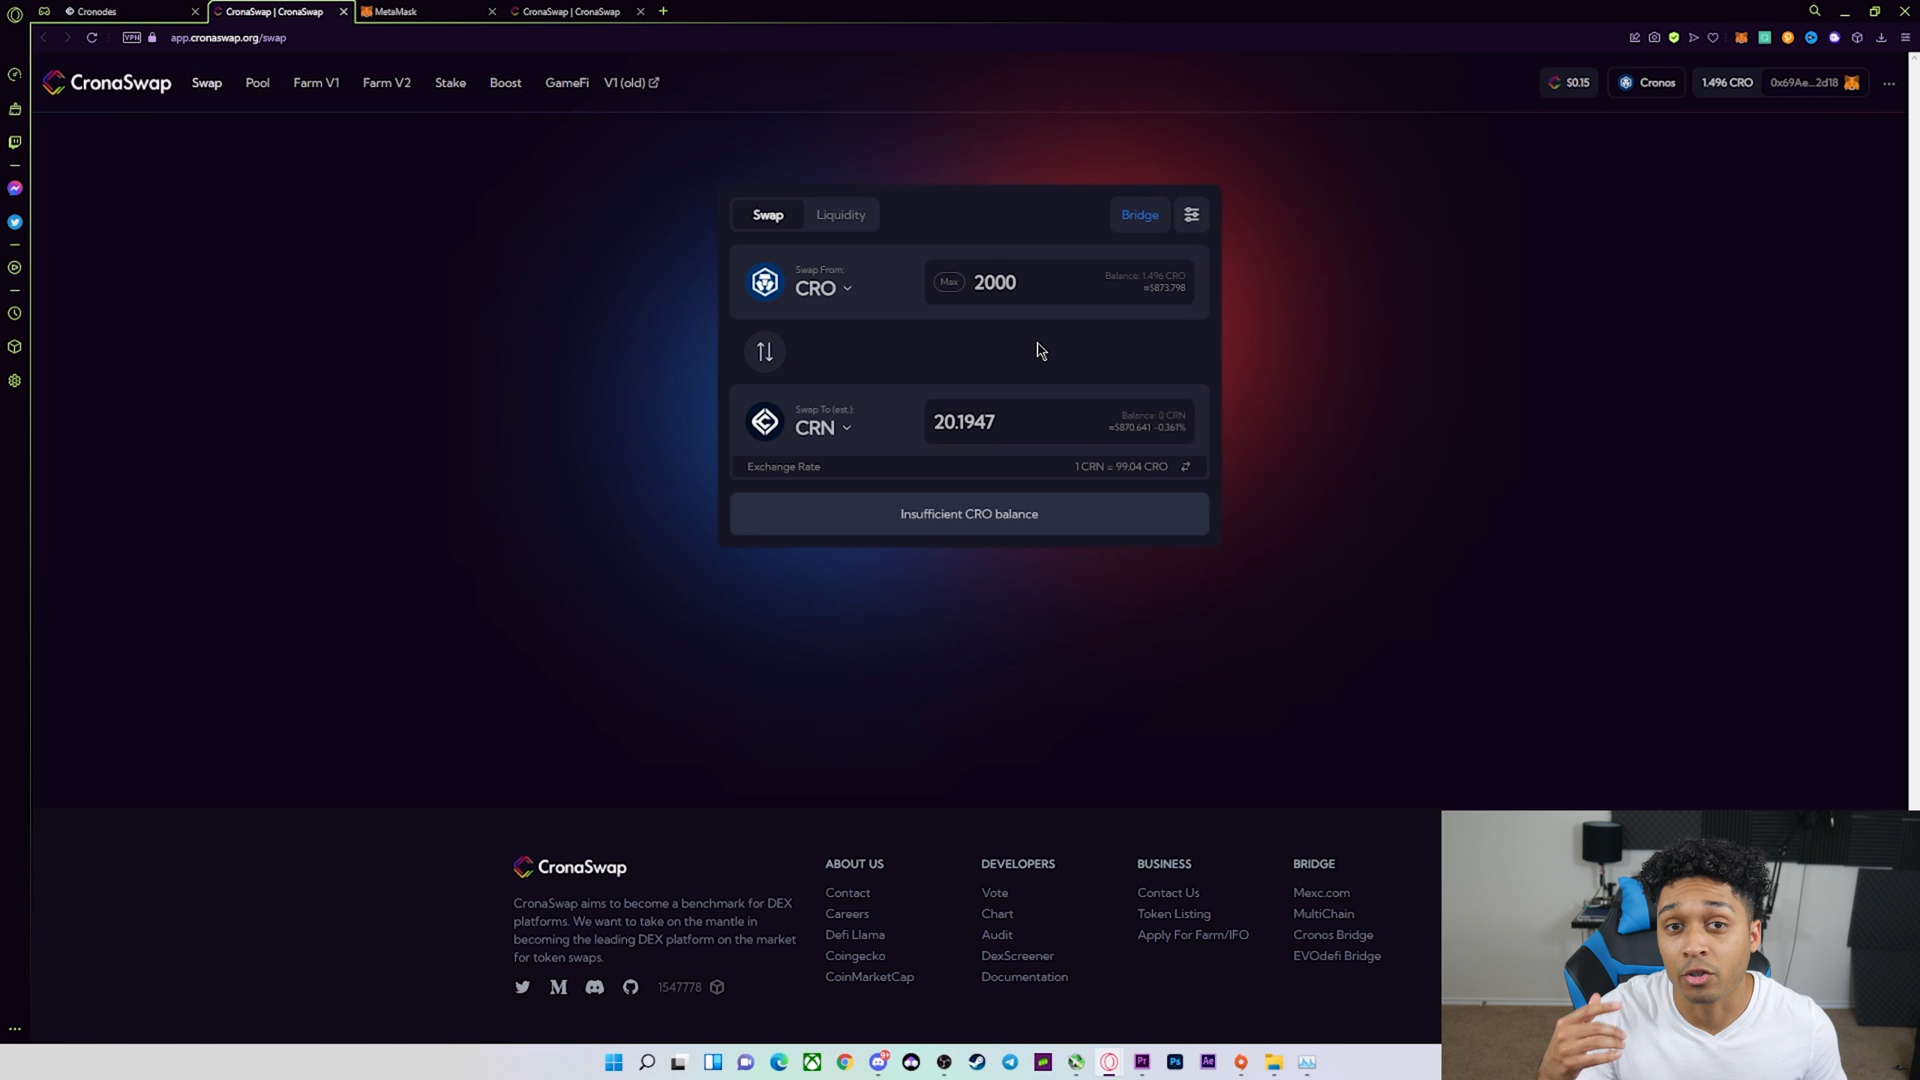 Cronodes
CronaSwap | CronaSwap
MetaMask
CronaSwap | CronaSwap
VPN
app.cronaswap.org/swap
CronaSwap
Swap
Pool
Farm V1
Farm V2
Stake
Boost
GameFi
V1 (old)
$0.15
Cronos
1.496 CRO
0x69Ae...2d18
Swap
Liquidity
Bridge
Swap From:
CRO
Max
2000
Balance: 1.496 CRO
≈$873.798
Swap To (est.):
CRN
20.1947
Balance: 0 CRN
≈$870.641 -0.361%
Exchange Rate
1 CRN = 99.04 CRO
Insufficient CRO balance
CronaSwap
CronaSwap aims to become a benchmark for DEX
platforms. We want to take on the mantle in
becoming the leading DEX platform on the market
for token swaps.
1547778
ABOUT US
Contact
Careers
Defi Llama
Coingecko
CoinMarketCap
DEVELOPERS
Vote
Chart
Audit
DexScreener
Documentation
BUSINESS
Contact Us
Token Listing
Apply For Farm/IFO
BRIDGE
Mexc.com
MultiChain
Cronos Bridge
EVOdefi Bridge
9+
Pr
Ps
Ae